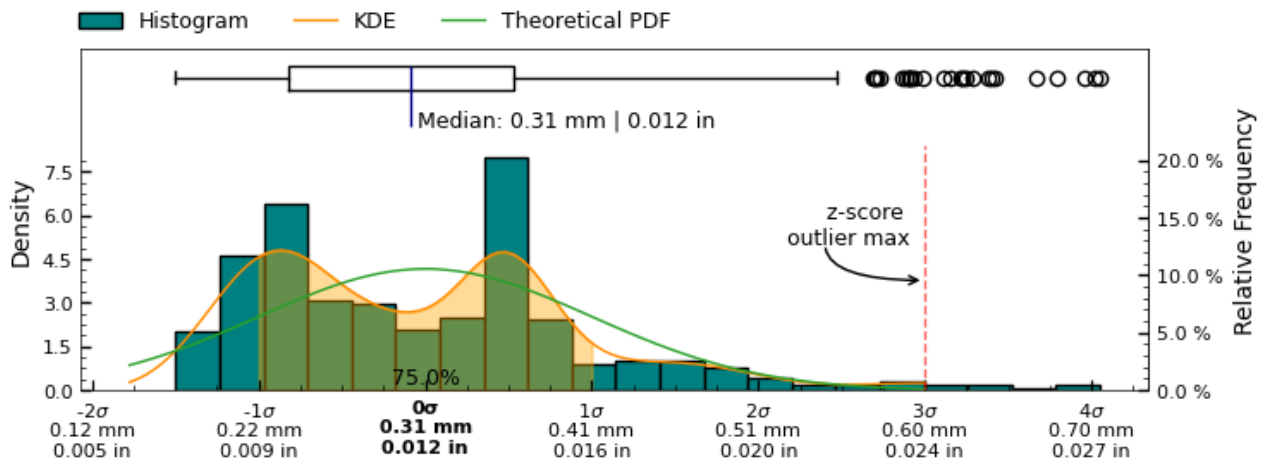 Histogram KDE Theoretical PDF
Median: 0.31 mm | 0.012 in
Density
7.5
6.0
4.5
3.0
1.5
0.0
z-score
outlier max
75.0%
20.0 %
15.0 %
10.0 %
5.0 %
0.0 %
Relative Frequency
-2σ -1σ 0σ 1σ 2σ 3σ 4σ
0.12 mm 0.22 mm 0.31 mm 0.41 mm 0.51 mm 0.60 mm 0.70 mm
0.005 in 0.009 in 0.012 in 0.016 in 0.020 in 0.024 in 0.027 in